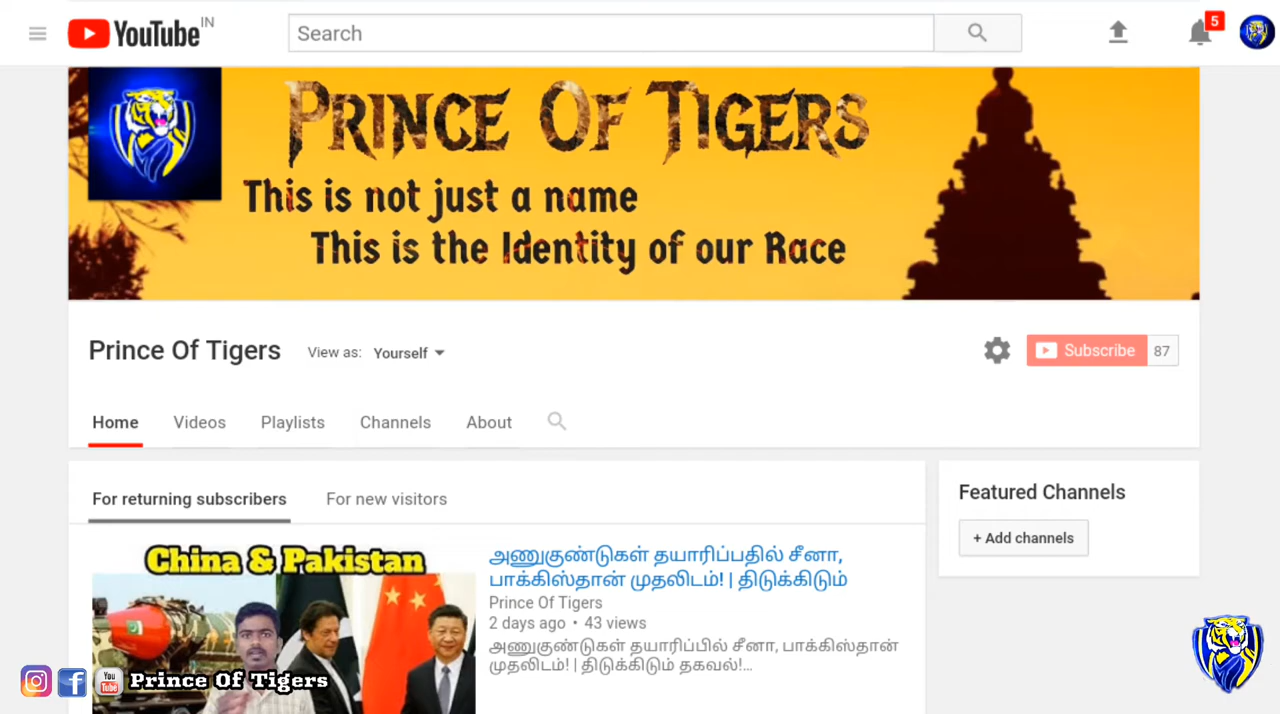 YouTube IN
Search
5
PRINCE OF TIGERS
This is not just a name
This is the Identity of our Race
Prince Of Tigers
View as: Yourself
Subscribe 87
Home Videos Playlists Channels About
For returning subscribers For new visitors
Featured Channels
+ Add channels
China & Pakistan
அணுகுண்டுகள் தயாரிப்பதில் சீனா,
பாக்கிஸ்தான் முதலிடம்! | திடுக்கிடும்
Prince Of Tigers
2 days ago • 43 views
அணுகுண்டுகள் தயாரிப்பில் சீனா, பாக்கிஸ்தான்
முதலிடம்! | திடுக்கிடும் தகவல்!...
You Tube
Prince Of Tigers